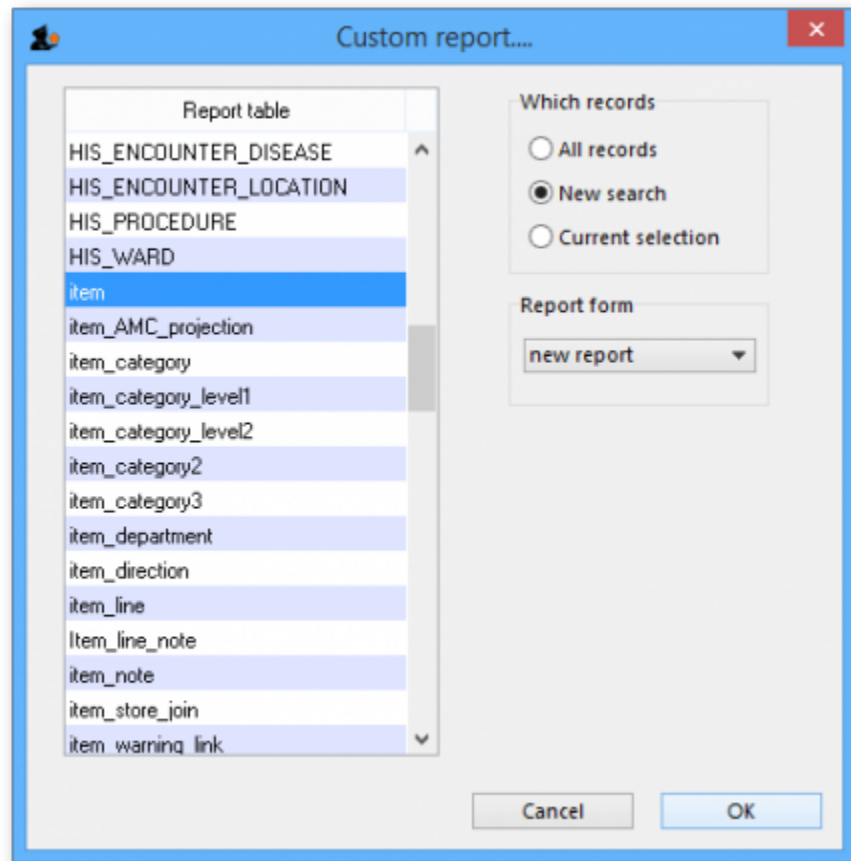 Custom report....
Report table
HIS_ENCOUNTER_DISEASE
HIS_ENCOUNTER_LOCATION
HIS_PROCEDURE
HIS_WARD
item
item_AMC_projection
item_category
item_category_level1
item_category_level2
item_category2
item_category3
item_department
item_direction
item_line
Item_line_note
item_note
item_store_join
item_warning_link
Which records
All records
New search
Current selection
Report form
new report
Cancel
OK